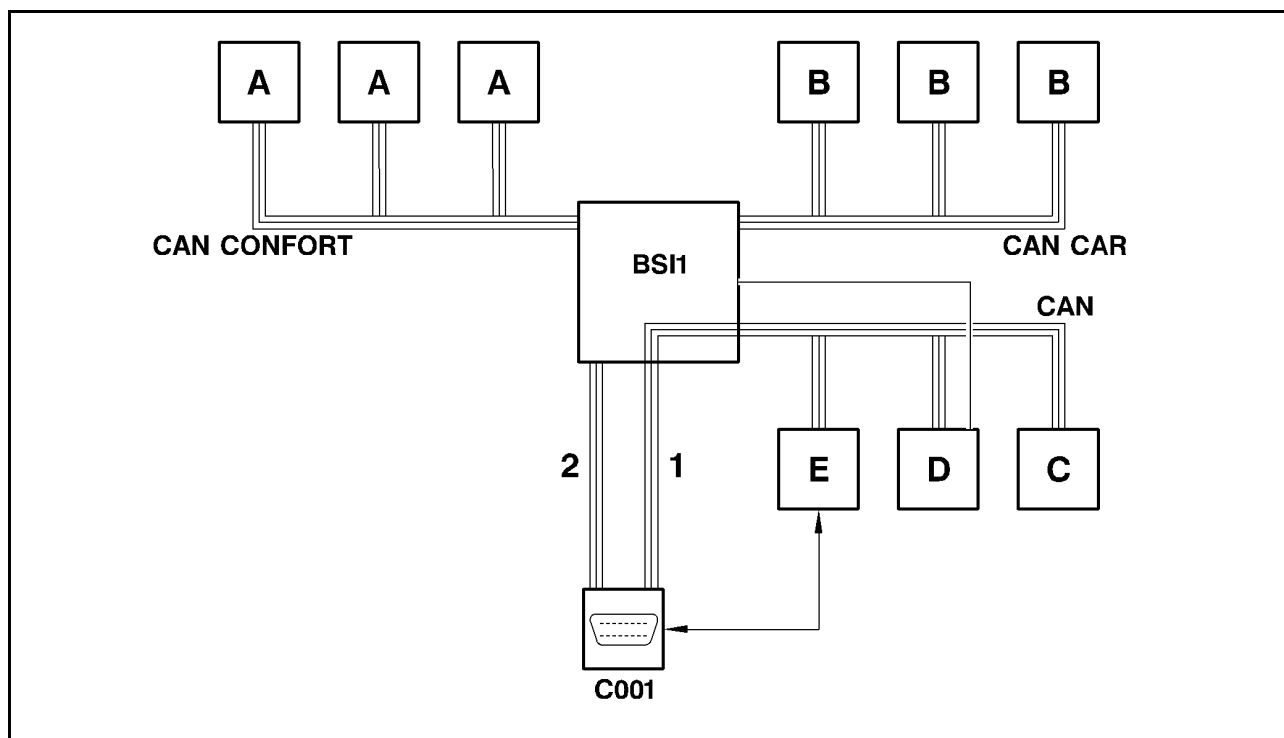 A A A B B B
CAN CONFORT
BSI1
CAN CAR
CAN
2 1 E D C
C001